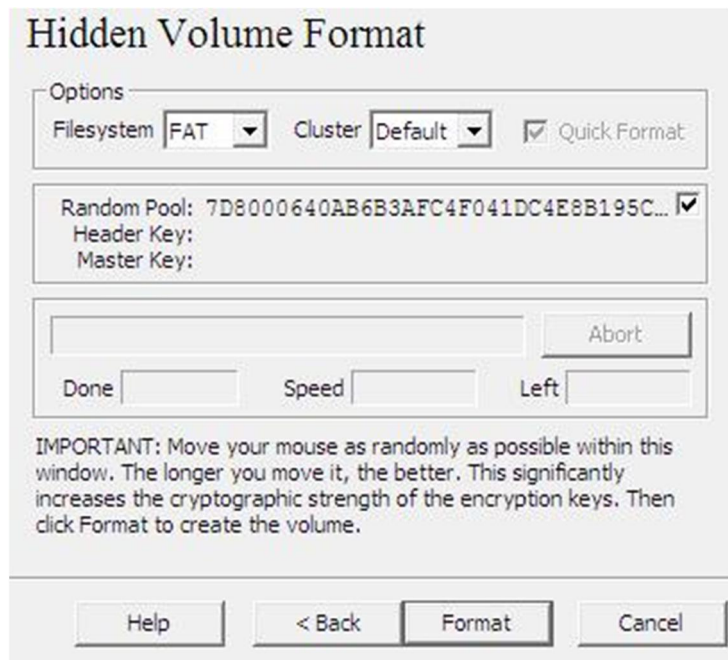 Hidden Volume Format
Options
Filesystem FAT Cluster Default Quick Format
Random Pool: 7D8000640AB6B3AFC4F041DC4E8B195C...
Header Key:
Master Key:
Abort
Done Speed Left
IMPORTANT: Move your mouse as randomly as possible within this
window. The longer you move it, the better. This significantly
increases the cryptographic strength of the encryption keys. Then
click Format to create the volume.
Help < Back Format Cancel